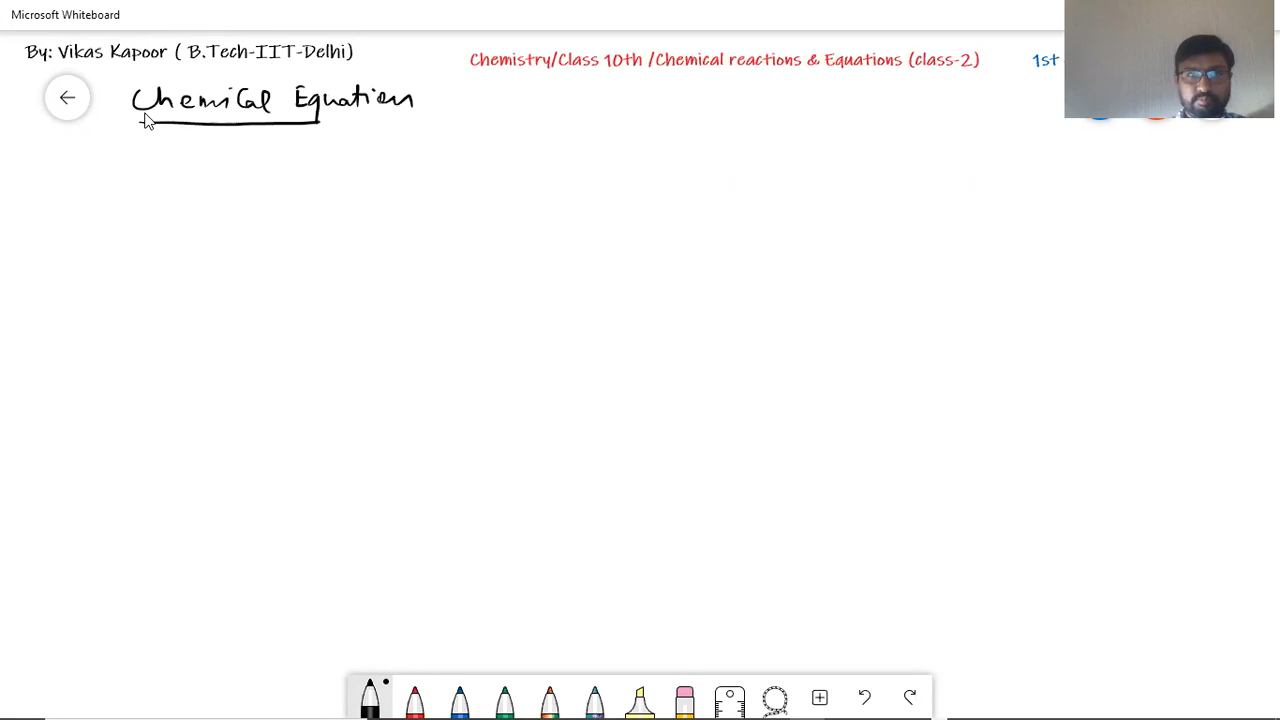 Microsoft Whiteboard
By: Vikas Kapoor ( B.Tech-IIT-Delhi)
Chemistry/Class 10th /Chemical reactions & Equations (class-2)
1st
Chemical Equation